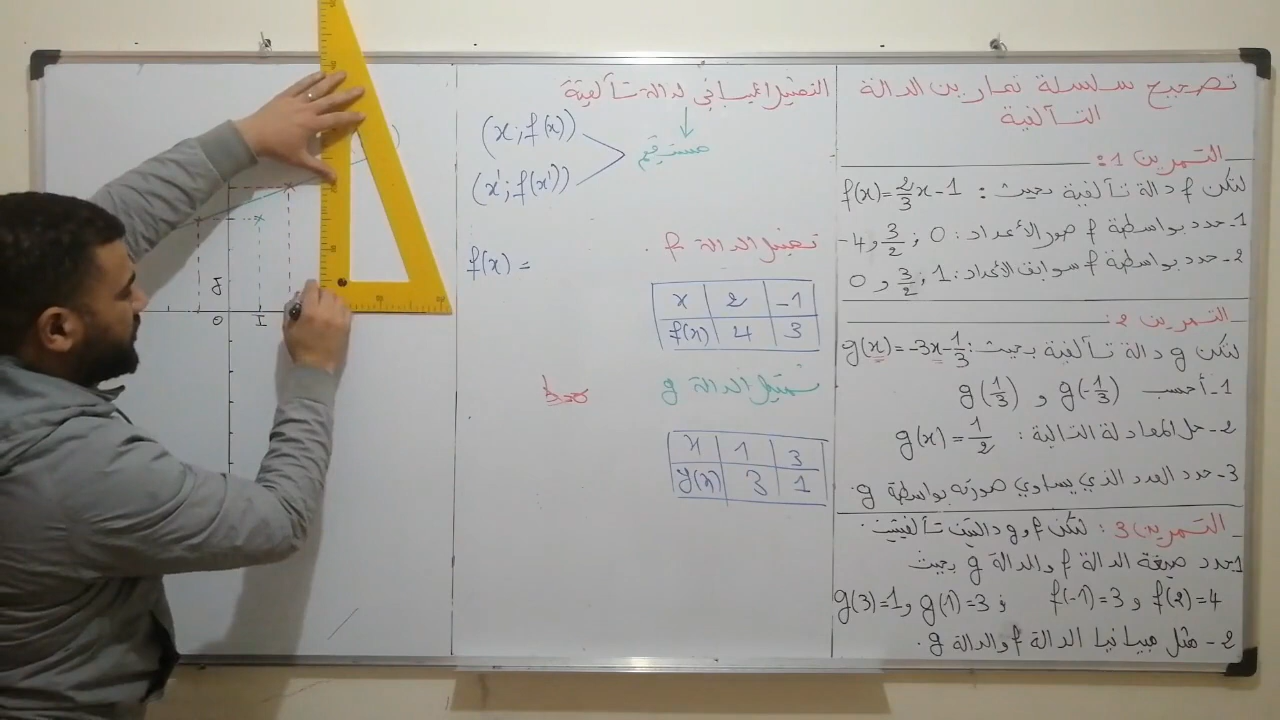 تصحيح سلسلة تمارين الدالة
التآلفية
التمرين 1:
لتكن f دالة تآلفية بحيث: f(x)=2/3x-1
1- حدد بواسطة f صور الأعداد: 0 ; 3/2 و -4
2- حدد بواسطة f سوابق الأعداد: 1 ; 3/2 و 0
التمرين 2:
لتكن g دالة تآلفية بحيث: g(x)=-3x-1/3
1- أحسب g(-1/3) و g(1/3)
2- حل المعادلة التالية: g(x)=1/2
3- حدد العدد الذي يساوي صورته بواسطة g.
التمرين 3: لتكن f و g دالتين تآلفيتين.
1- حدد صيغة الدالة f والدالة g بحيث
f(2)=4 و f(-1)=3 ; g(1)=3 و g(3)=1
2- مثل مبيانيا الدالة f والدالة g.
التمثيل المبياني لدالة تآلفية
(x;f(x))
(x';f(x'))
مستقيم
تمثيل الدالة f.
f(x) =
x 2 -1
f(x) 4 3
تمثيل الدالة g
b=0
x 1 3
g(x) 3 1
J
O I